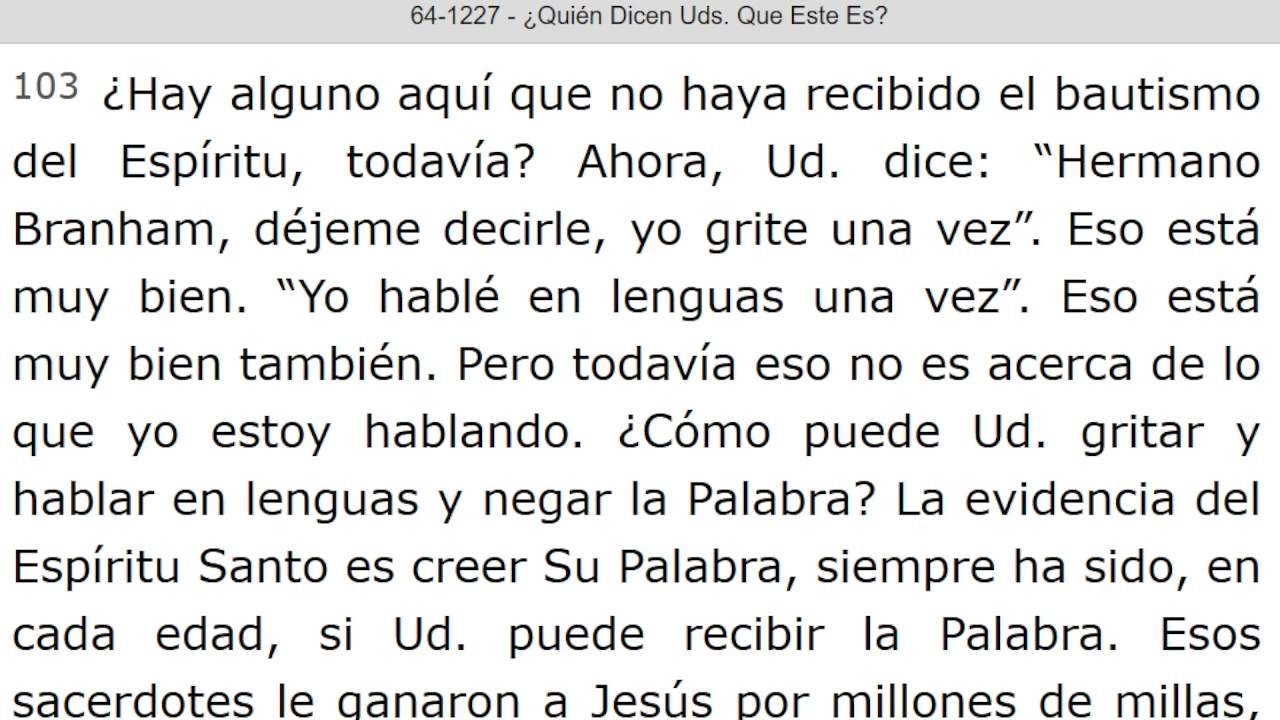 64-1227 - ¿Quién Dicen Uds. Que Este Es?
103 ¿Hay alguno aquí que no haya recibido el bautismo
del Espíritu, todavía? Ahora, Ud. dice: “Hermano
Branham, déjeme decirle, yo grite una vez”. Eso está
muy bien. “Yo hablé en lenguas una vez”. Eso está
muy bien también. Pero todavía eso no es acerca de lo
que yo estoy hablando. ¿Cómo puede Ud. gritar y
hablar en lenguas y negar la Palabra? La evidencia del
Espíritu Santo es creer Su Palabra, siempre ha sido, en
cada edad, si Ud. puede recibir la Palabra. Esos
sacerdotes le ganaron a Jesús por millones de millas,